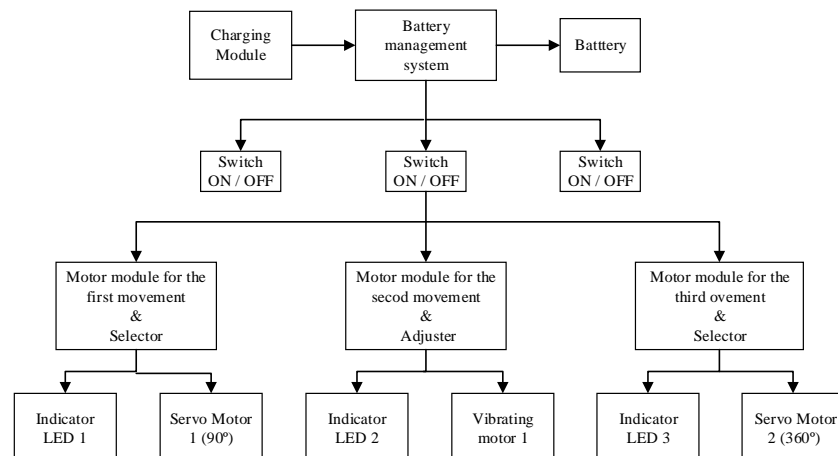 Charging
Module
Battery
management
system
Batttery
Switch
ON / OFF
Switch
ON / OFF
Switch
ON / OFF
Motor module for the
first movement
&
Selector
Motor module for the
secod movement
&
Adjuster
Motor module for the
third ovement
&
Selector
Indicator
LED 1
Servo Motor
1 (90º)
Indicator
LED 2
Vibrating
motor 1
Indicator
LED 3
Servo Motor
2 (360º)